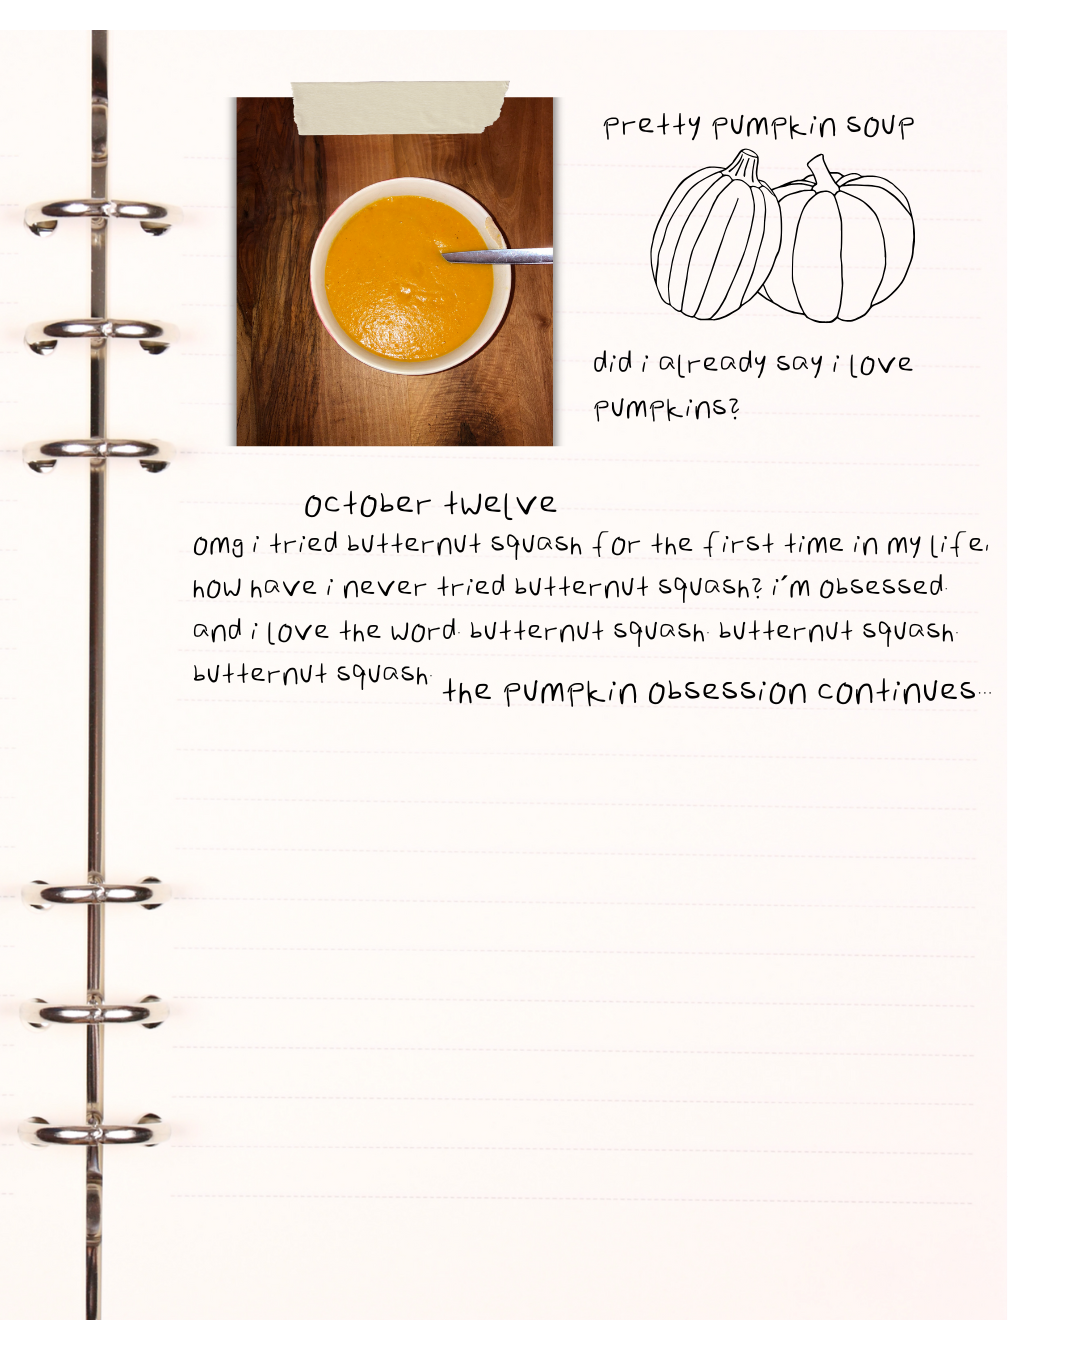 pretty pumpkin soup
did i already say i love
pumpkins?
october twelve
omg i tried butternut squash for the first time in my life.
how have i never tried butternut squash? i'm obsessed.
and i love the word. butternut squash. butternut squash.
butternut squash.
the pumpkin obsession continues...